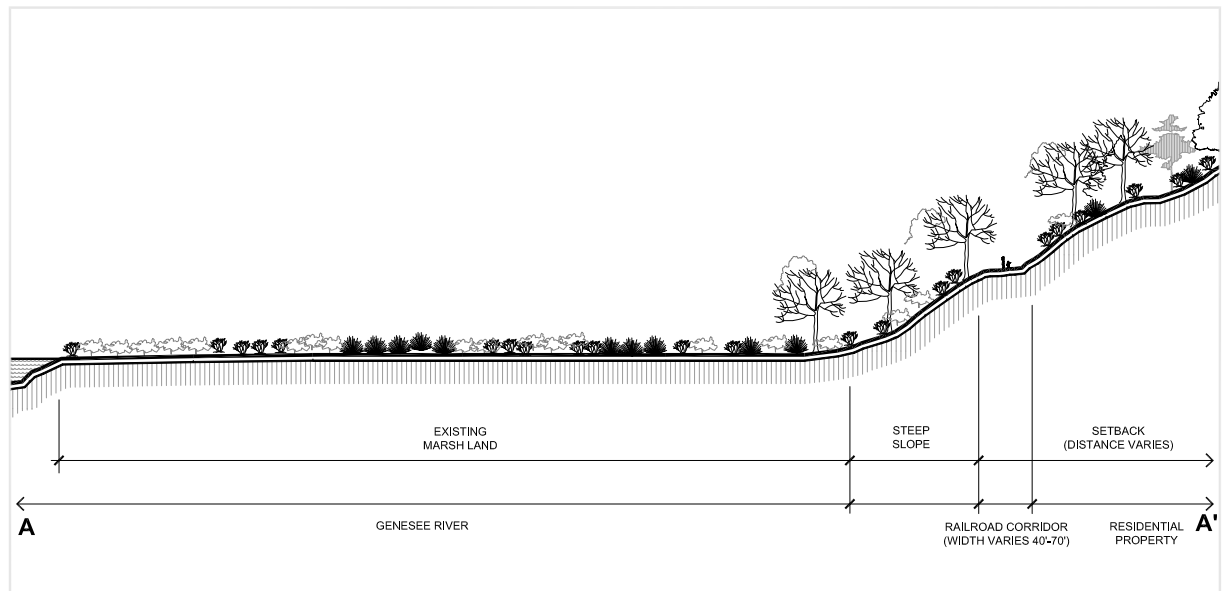 EXISTING
MARSH LAND
STEEP
SLOPE
SETBACK
(DISTANCE VARIES)
A
GENESEE RIVER
RAILROAD CORRIDOR
(WIDTH VARIES 40'-70')
RESIDENTIAL
PROPERTY
A'